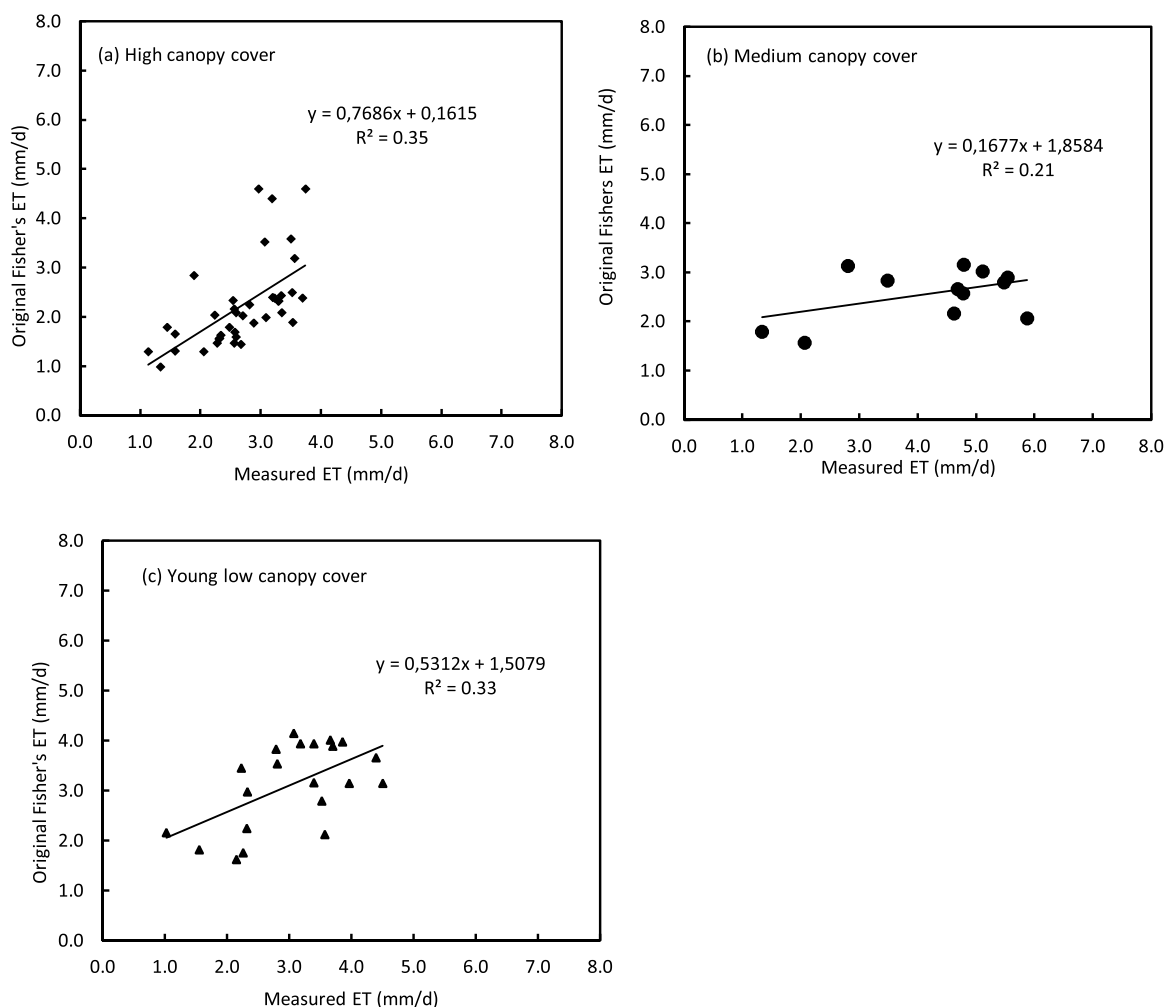 (a) High canopy cover
y = 0,7686x + 0,1615
R² = 0.35
Original Fisher's ET (mm/d)
8.0
7.0
6.0
5.0
4.0
3.0
2.0
1.0
0.0
0.0 1.0 2.0 3.0 4.0 5.0 6.0 7.0 8.0
Measured ET (mm/d)
(b) Medium canopy cover
y = 0,1677x + 1,8584
R² = 0.21
Original Fishers ET (mm/d)
8.0
7.0
6.0
5.0
4.0
3.0
2.0
1.0
0.0
0.0 1.0 2.0 3.0 4.0 5.0 6.0 7.0 8.0
Measured ET (mm/d)
(c) Young low canopy cover
y = 0,5312x + 1,5079
R² = 0.33
Original Fisher's ET (mm/d)
8.0
7.0
6.0
5.0
4.0
3.0
2.0
1.0
0.0
0.0 1.0 2.0 3.0 4.0 5.0 6.0 7.0 8.0
Measured ET (mm/d)